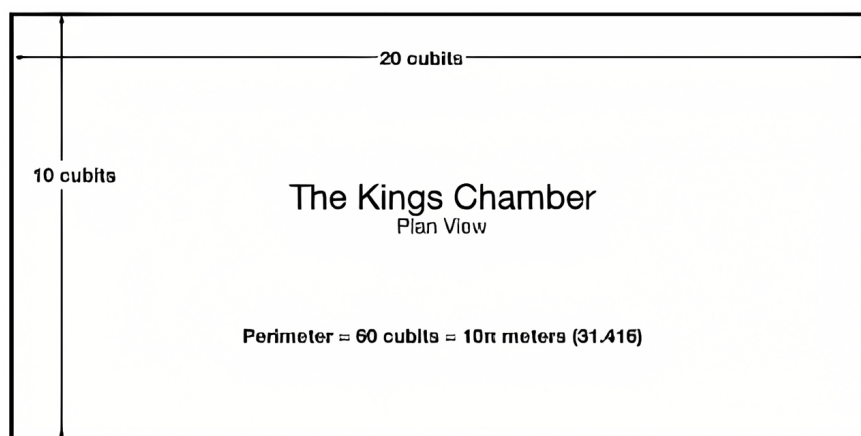 20 cubits
10 cubits
The Kings Chamber
Plan View
Perimeter = 60 cubits = 10π meters (31.416)